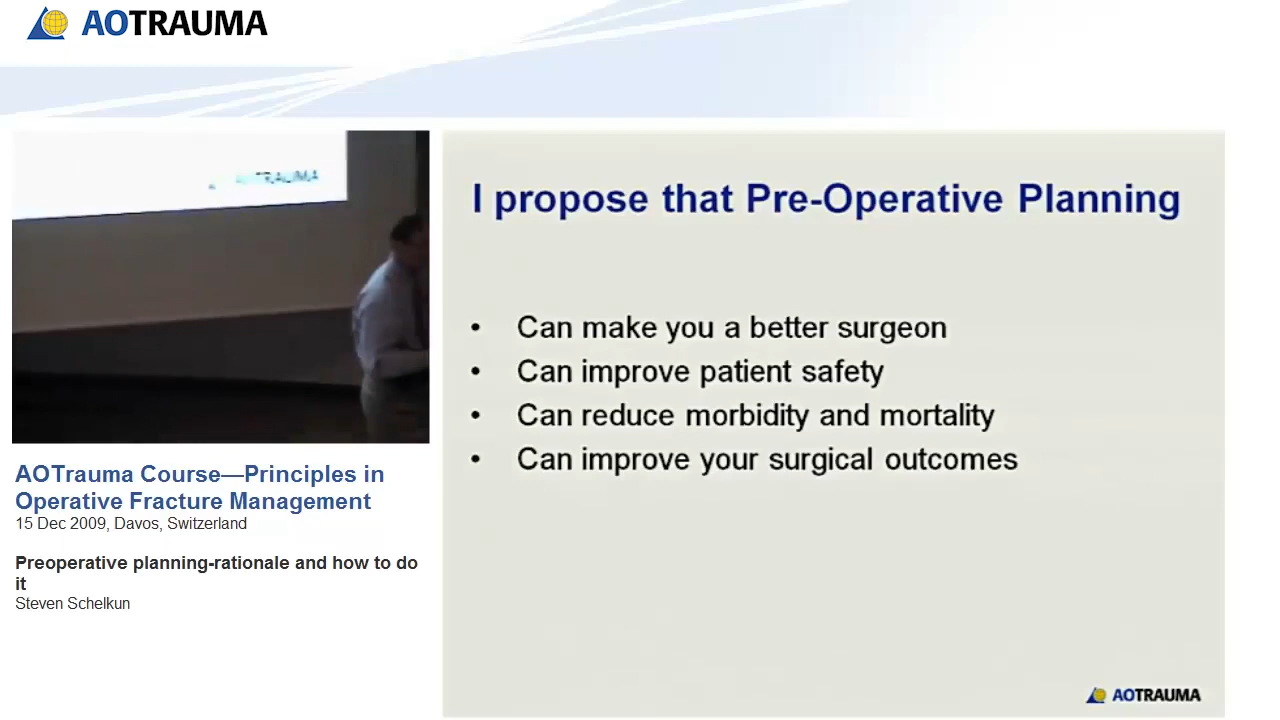 AOTRAUMA
AOTRAUMA
I propose that Pre-Operative Planning
• Can make you a better surgeon
• Can improve patient safety
• Can reduce morbidity and mortality
• Can improve your surgical outcomes
AOTrauma Course—Principles in
Operative Fracture Management
15 Dec 2009, Davos, Switzerland
Preoperative planning-rationale and how to do
it
Steven Schelkun
AOTRAUMA